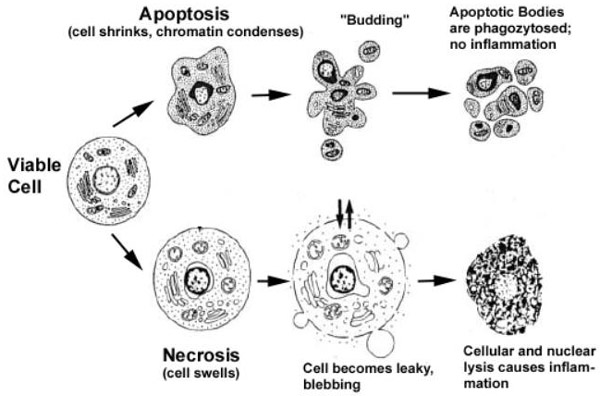 Apoptosis
(cell shrinks, chromatin condenses)
"Budding"
Apoptotic Bodies
are phagozytosed;
no inflammation
Viable
Cell
Necrosis
(cell swells)
Cell becomes leaky,
blebbing
Cellular and nuclear
lysis causes inflam-
mation